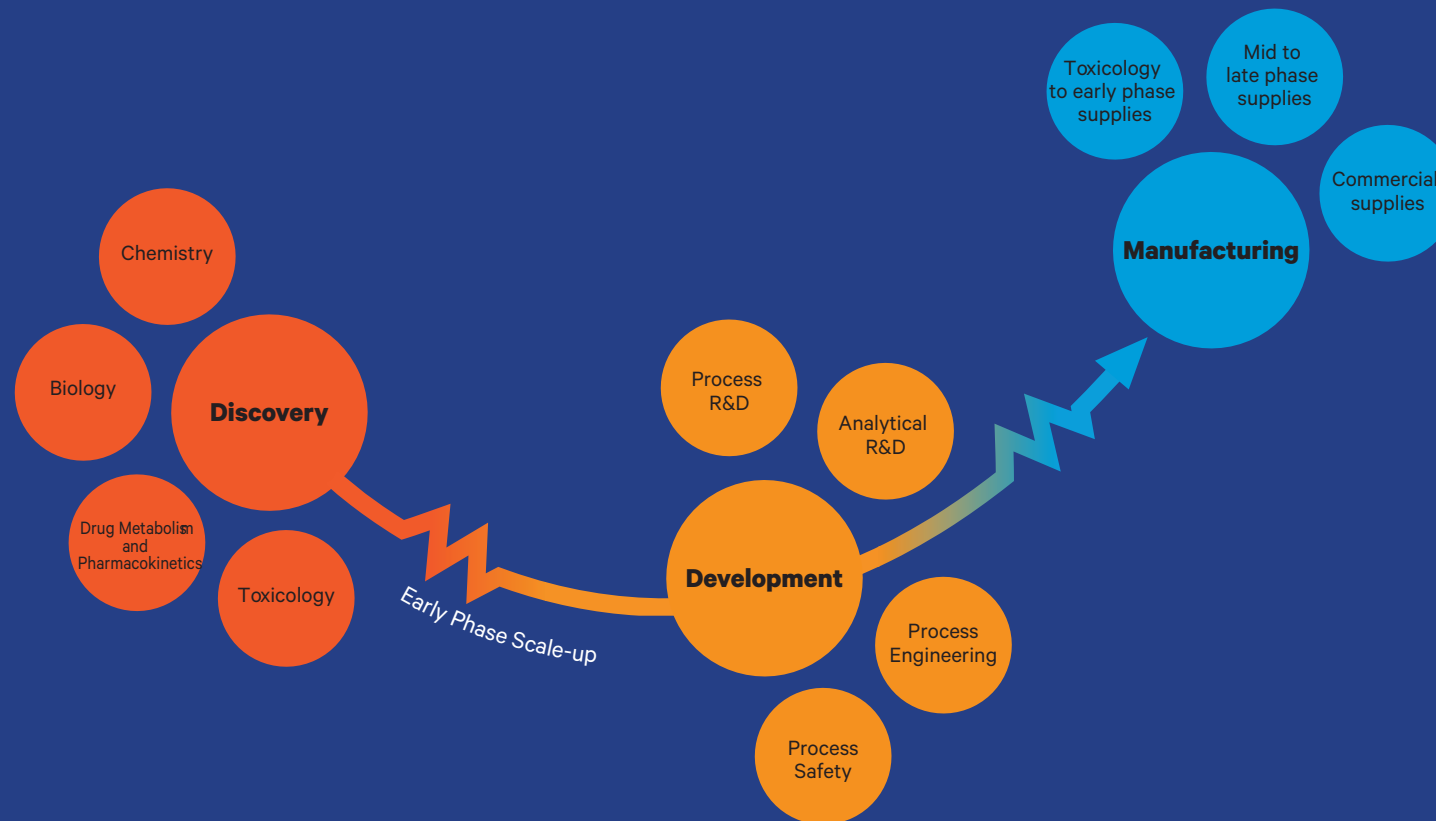 Chemistry
Biology
Discovery
Drug Metabolism
and
Pharmacokinetics
Toxicology
Early Phase Scale-up
Process
R&D
Analytical
R&D
Development
Process
Engineering
Process
Safety
Toxicology
to early phase
supplies
Mid to
late phase
supplies
Commercial
supplies
Manufacturing